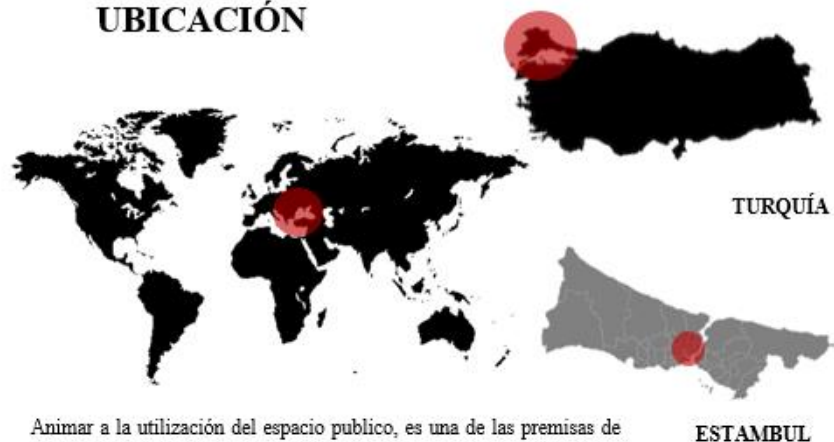 UBICACIÓN
TURQUÍA
ESTAMBUL
Animar a la utilización del espacio publico, es una de las premisas de